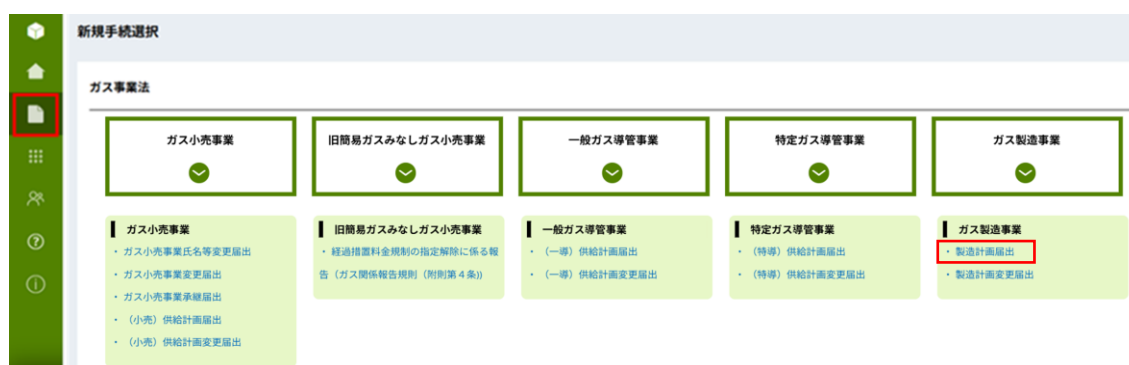 新規手続選択
ガス事業法
ガス小売事業
旧簡易ガスみなしガス小売事業
一般ガス導管事業
特定ガス導管事業
ガス製造事業
ガス小売事業
・ガス小売事業氏名等変更届出
・ガス小売事業変更届出
・ガス小売事業承継届出
・（小売）供給計画届出
・（小売）供給計画変更届出
旧簡易ガスみなしガス小売事業
・経過措置料金規制の指定解除に係る報
告（ガス関係報告規則（附則第４条))
一般ガス導管事業
・（一導）供給計画届出
・（一導）供給計画変更届出
特定ガス導管事業
・（特導）供給計画届出
・（特導）供給計画変更届出
ガス製造事業
・製造計画届出
・製造計画変更届出